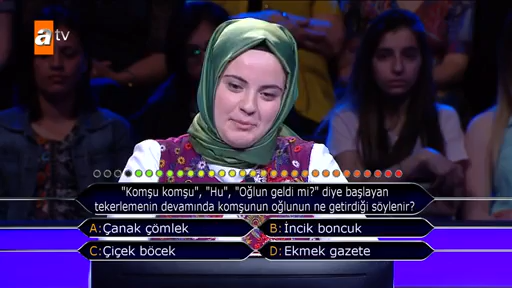 atv
"Komşu komşu", "Hu", "Oğlun geldi mi?" diye başlayan
tekerlemenin devamında komşunun oğlunun ne getirdiği söylenir?
A: Çanak çömlek
B: İncik boncuk
C: Çiçek böcek
D: Ekmek gazete